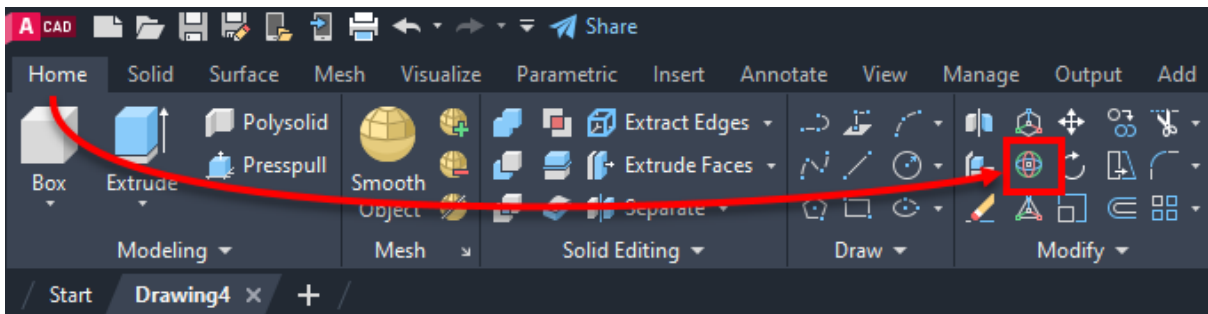 A CAD Share
Home Solid Surface Mesh Visualize Parametric Insert Annotate View Manage Output Add
Polysolid Extract Edges
Presspull Extrude Faces
Box Extrude Smooth
Object Separate
Modeling Mesh Solid Editing Draw Modify
Start Drawing4